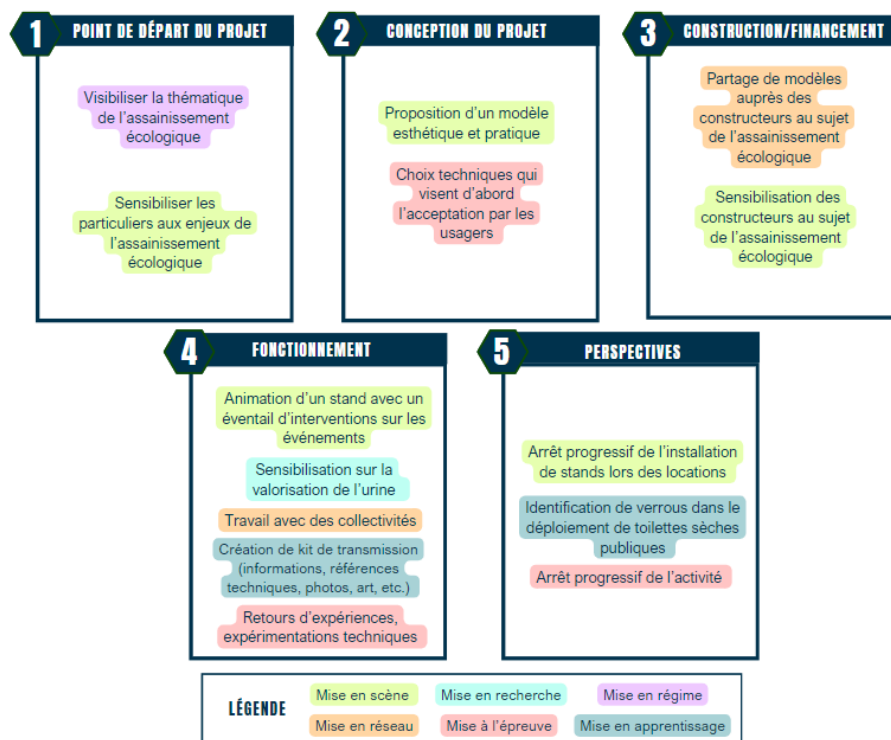 1 POINT DE DÉPART DU PROJET
Visibiliser la thématique
de l'assainissement
écologique
Sensibiliser les
particuliers aux enjeux de
l'assainissement
écologique
2 CONCEPTION DU PROJET
Proposition d'un modèle
esthétique et pratique
Choix techniques qui
visent d'abord
l'acceptation par les
usagers
3 CONSTRUCTION/FINANCEMENT
Partage de modèles
auprès des
constructeurs au sujet
de l'assainissement
écologique
Sensibilisation des
constructeurs au sujet
de l'assainissement
écologique
4 FONCTIONNEMENT
Animation d'un stand avec un
éventail d'interventions sur les
événements
Sensibilisation sur la
valorisation de l'urine
Travail avec des collectivités
Création de kit de transmission
(informations, références
techniques, photos, art, etc.)
Retours d'expériences,
expérimentations techniques
5 PERSPECTIVES
Arrêt progressif de l'installation
de stands lors des locations
Identification de verrous dans le
déploiement de toilettes sèches
publiques
Arrêt progressif de l'activité
LÉGENDE
Mise en scène
Mise en recherche
Mise en régime
Mise en réseau
Mise à l'épreuve
Mise en apprentissage